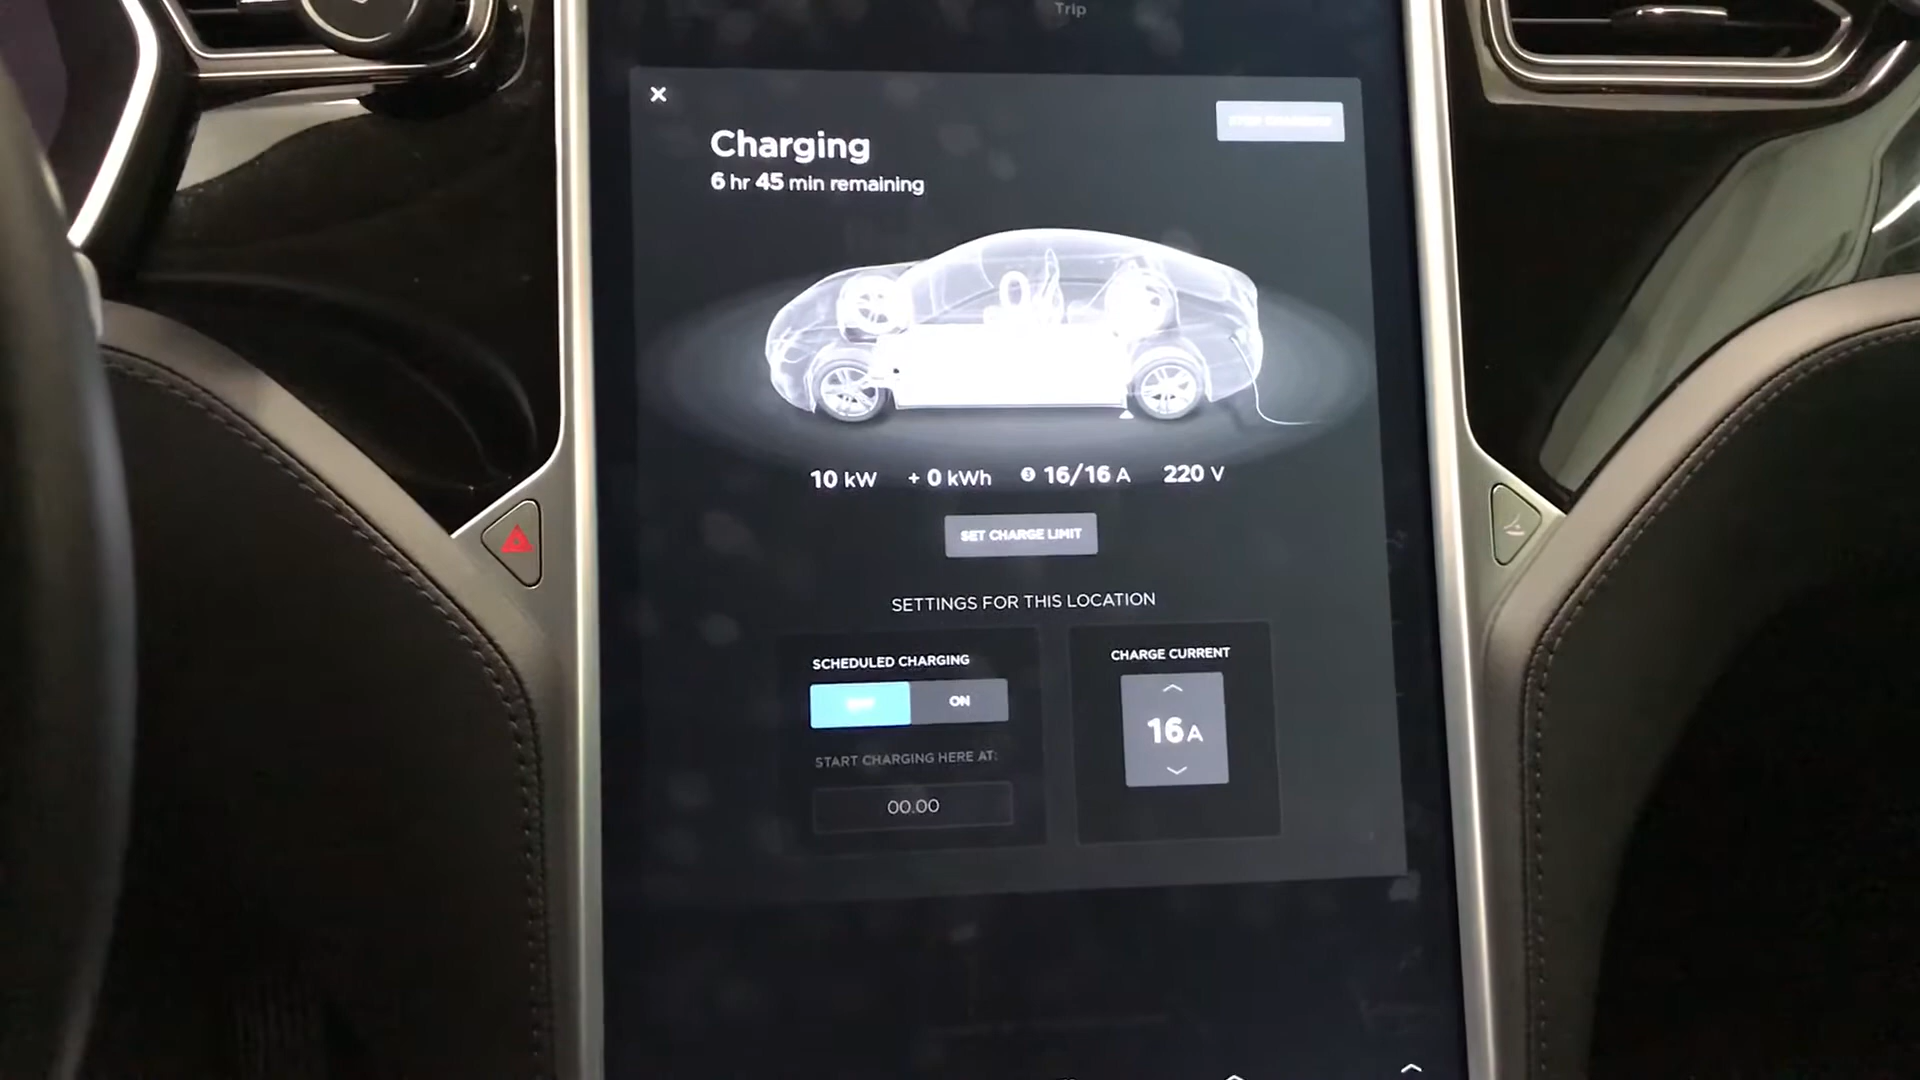 Trip
Charging
6 hr 45 min remaining
10 kW + 0 kWh 3 16/16 A 220 V
SET CHARGE LIMIT
SETTINGS FOR THIS LOCATION
SCHEDULED CHARGING
ON
START CHARGING HERE AT:
00.00
CHARGE CURRENT
16 A